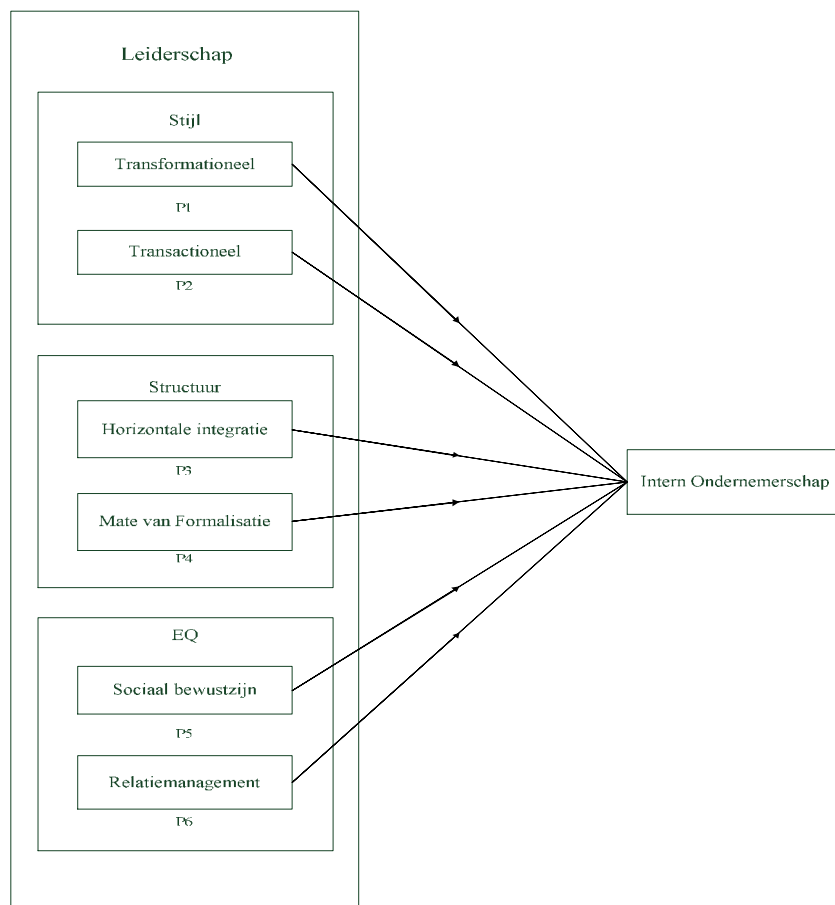 Leiderschap
Stijl
Transformationeel
P1
Transactioneel
P2
Structuur
Horizontale integratie
P3
Mate van Formalisatie
P4
EQ
Sociaal bewustzijn
P5
Relatiemanagement
P6
Intern Ondernemerschap